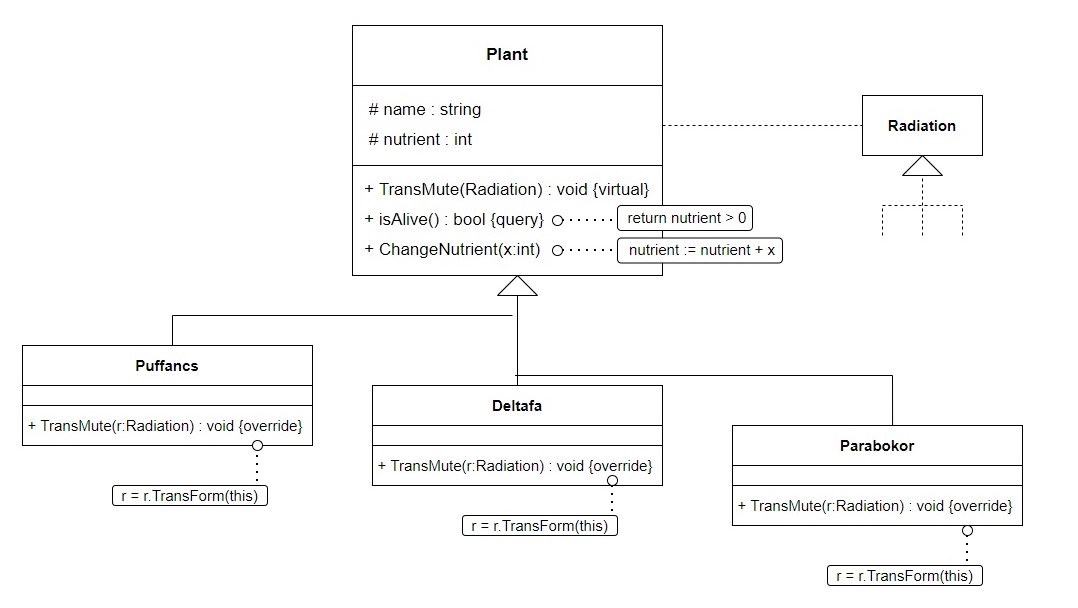 Plant
# name : string
# nutrient : int
+ TransMute(Radiation) : void {virtual}
+ isAlive() : bool {query}
return nutrient > 0
+ ChangeNutrient(x:int)
nutrient := nutrient + x
Radiation
Puffancs
+ TransMute(r:Radiation) : void {override}
r = r.TransForm(this)
Deltafa
+ TransMute(r:Radiation) : void {override}
r = r.TransForm(this)
Parabokor
+ TransMute(r:Radiation) : void {override}
r = r.TransForm(this)